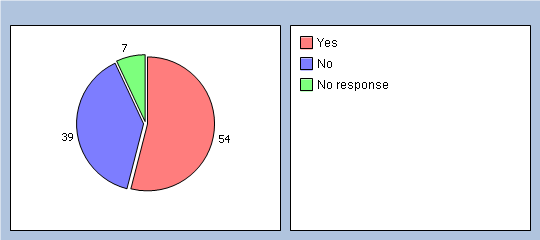 7
39
54
Yes
No
No response